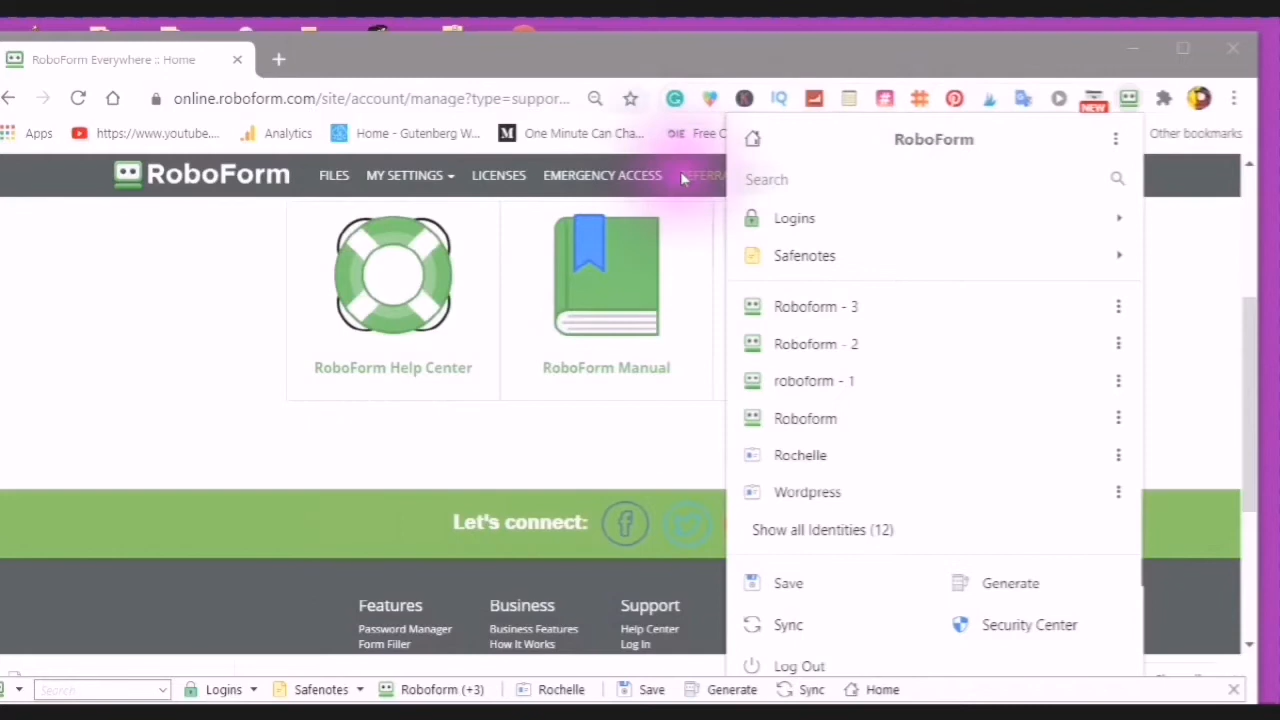 RoboForm Everywhere :: Home
online.roboform.com/site/account/manage?type=suppor...
NEW
Apps
https://www.youtube....
Analytics
Home - Gutenberg W...
One Minute Can Cha...
Free C
Other bookmarks
RoboForm
FILES
MY SETTINGS
LICENSES
EMERGENCY ACCESS
REFERRA
RoboForm Help Center
RoboForm Manual
Let's connect:
Features
Password Manager
Form Filler
Business
Business Features
How It Works
Support
Help Center
Log In
RoboForm
Search
Logins
Safenotes
Roboform - 3
Roboform - 2
roboform - 1
Roboform
Rochelle
Wordpress
Show all Identities (12)
Save
Generate
Sync
Security Center
Log Out
Search
Logins
Safenotes
Roboform (+3)
Rochelle
Save
Generate
Sync
Home